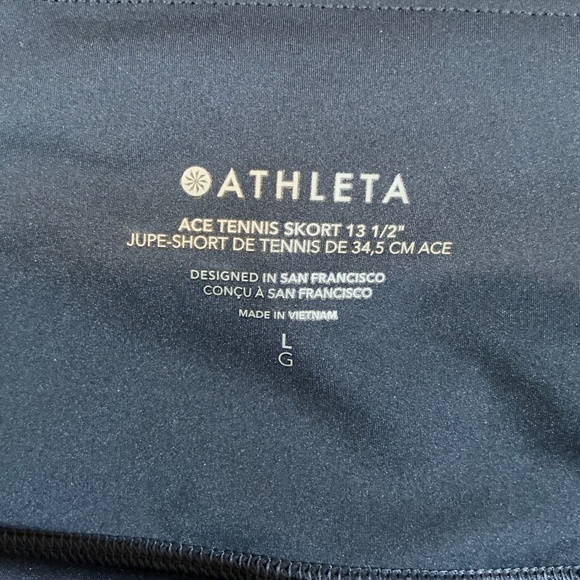 ATHLETA
ACE TENNIS SKORT 13 1/2"
JUPE-SHORT DE TENNIS DE 34,5 CM ACE
DESIGNED IN SAN FRANCISCO
CONÇU À SAN FRANCISCO
MADE IN VIETNAM
L
G